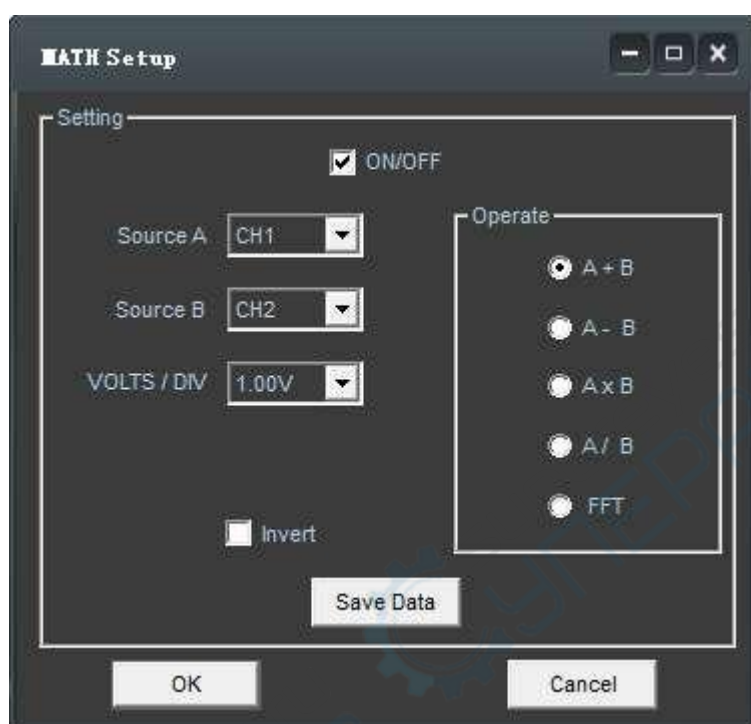 MATH Setup
Setting
ON/OFF
Source A CH1
Source B CH2
VOLTS / DIV 1.00V
Invert
Operate
A + B
A - B
A x B
A / B
FFT
Save Data
OK
Cancel